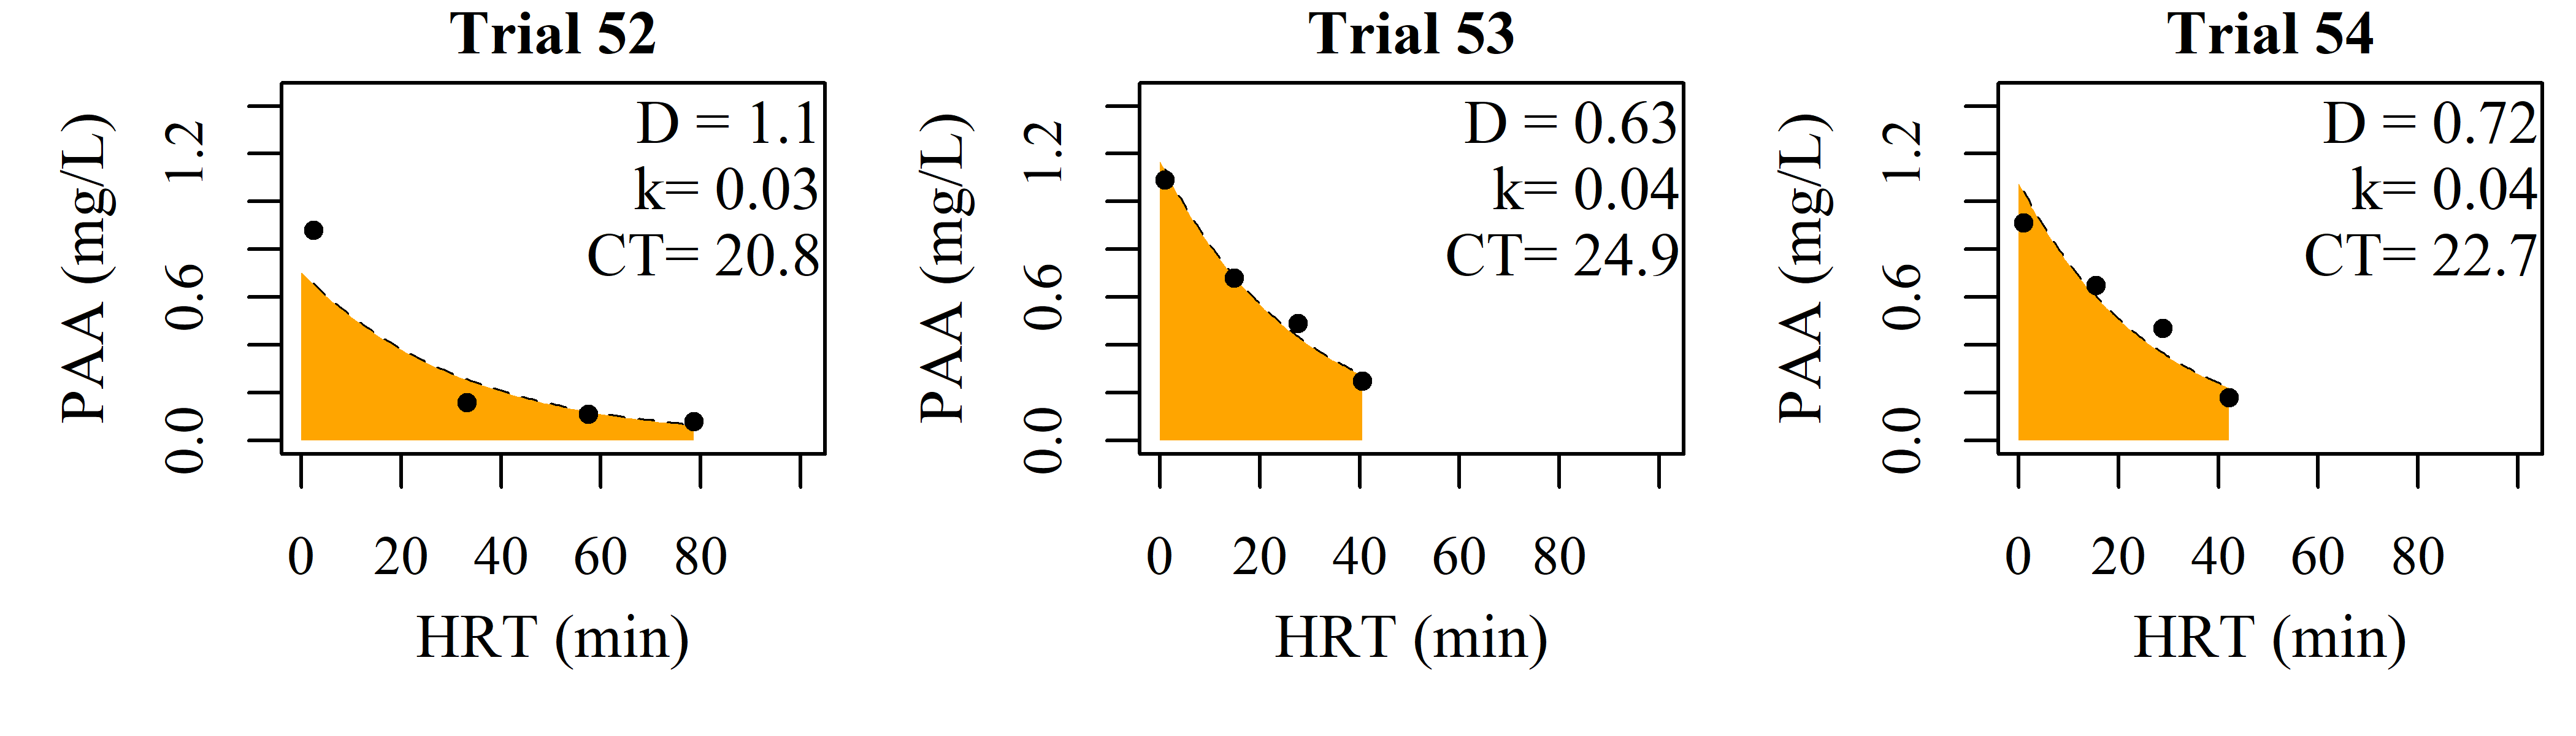 Trial 52
D = 1.1
k= 0.03
CT= 20.8
PAA (mg/L)
0.0 0.6 1.2
0 20 40 60 80
HRT (min)
Trial 53
D = 0.63
k= 0.04
CT= 24.9
PAA (mg/L)
0.0 0.6 1.2
0 20 40 60 80
HRT (min)
Trial 54
D = 0.72
k= 0.04
CT= 22.7
PAA (mg/L)
0.0 0.6 1.2
0 20 40 60 80
HRT (min)